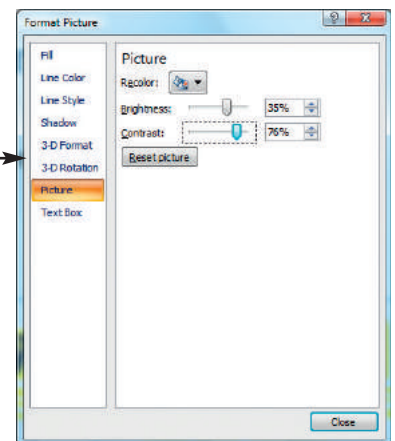 Format Picture
Fill
Line Color
Line Style
Shadow
3-D Format
3-D Rotation
Picture
Text Box
Picture
Recolor:
Brightness: 35%
Contrast: 76%
Reset picture
Close